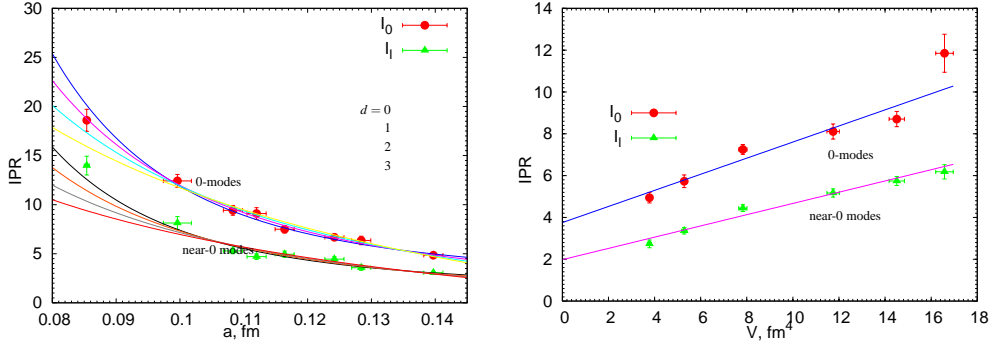 30
25
20
15
10
5
0
IPR
0.08 0.09 0.1 0.11 0.12 0.13 0.14
a, fm
I0
Il
d = 0
1
2
3
0-modes
near-0 modes
14
12
10
8
6
4
2
0
IPR
0 2 4 6 8 10 12 14 16 18
V, fm4
I0
Il
0-modes
near-0 modes